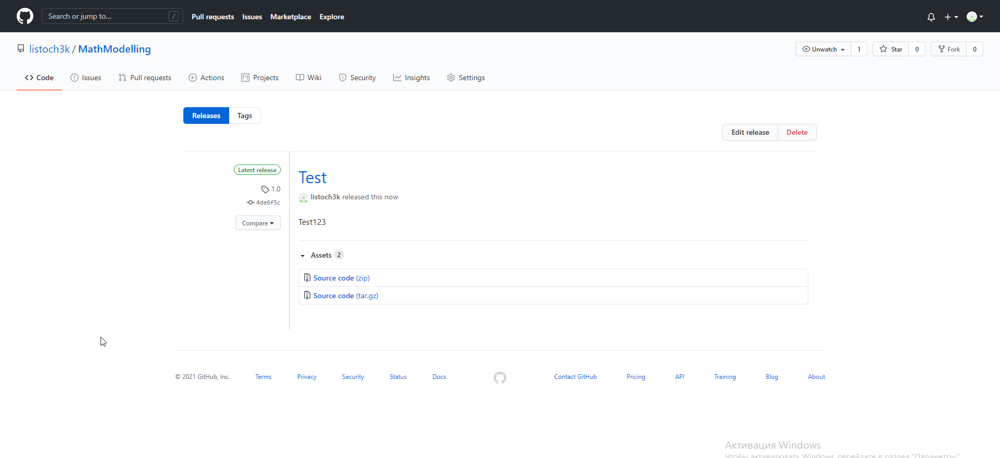 Search or jump to... /
Pull requests Issues Marketplace Explore
listoch3k / MathModelling
Unwatch 1 Star 0 Fork 0
Code Issues Pull requests Actions Projects Wiki Security Insights Settings
Releases Tags
Edit release Delete
Latest release
1.0
4de6f5c
Compare
Test
listoch3k released this now
Test123
Assets 2
Source code (zip)
Source code (tar.gz)
© 2021 GitHub, Inc. Terms Privacy Security Status Docs Contact GitHub Pricing API Training Blog About
Активация Windows
Чтобы активировать Windows, перейдите в раздел "Параметры"